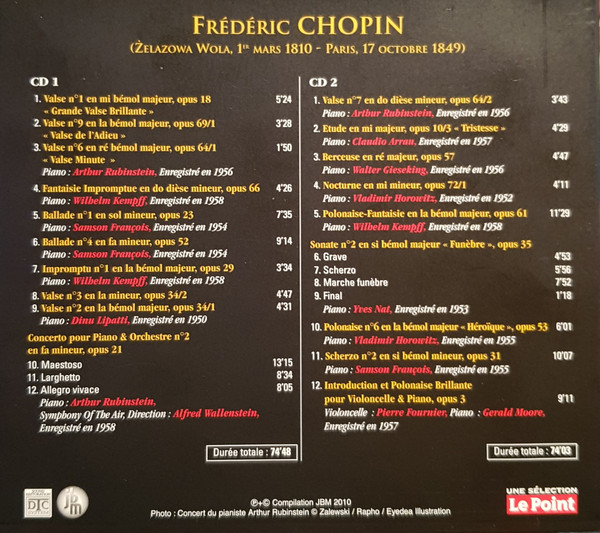 Frédéric CHOPIN
(Żelazowa Wola, 1er mars 1810 - Paris, 17 octobre 1849)
CD 1
1. Valse n°1 en mi bémol majeur, opus 18 5'24
« Grande Valse Brillante »
2. Valse n°9 en la bémol majeur, opus 69/1 3'28
« Valse de l'Adieu »
3. Valse n°6 en ré bémol majeur, opus 64/1 1'50
« Valse Minute »
Piano : Arthur Rubinstein, Enregistré en 1956
4. Fantaisie Impromptue en do dièse mineur, opus 66 4'26
Piano : Wilhelm Kempff, Enregistré en 1958
5. Ballade n°1 en sol mineur, opus 23 7'35
Piano : Samson François, Enregistré en 1954
6. Ballade n°4 en fa mineur, opus 52 9'14
Piano : Samson François, Enregistré en 1954
7. Impromptu n°1 en la bémol majeur, opus 29 3'34
Piano : Wilhelm Kempff, Enregistré en 1958
8. Valse n°3 en la mineur, opus 34/2 4'47
9. Valse n°2 en la bémol majeur, opus 34/1 4'31
Piano : Dinu Lipatti, Enregistré en 1950
Concerto pour Piano & Orchestre n°2
en fa mineur, opus 21
10. Maestoso 13'15
11. Larghetto 8'34
12. Allegro vivace 8'05
Piano : Arthur Rubinstein,
Symphony Of The Air, Direction : Alfred Wallenstein,
Enregistré en 1958
Durée totale : 74'48
CD 2
1. Valse n°7 en do dièse mineur, opus 64/2 3'43
Piano : Arthur Rubinstein, Enregistré en 1956
2. Etude en mi majeur, opus 10/3 « Tristesse » 4'29
Piano : Claudio Arrau, Enregistré en 1957
3. Berceuse en ré majeur, opus 57 4'47
Piano : Walter Gieseking, Enregistré en 1956
4. Nocturne en mi mineur, opus 72/1 4'11
Piano : Vladimir Horowitz, Enregistré en 1952
5. Polonaise-Fantaisie en la bémol majeur, opus 61 11'29
Piano : Wilhelm Kempff, Enregistré en 1958
Sonate n°2 en si bémol majeur « Funèbre », opus 35
6. Grave 4'53
7. Scherzo 5'56
8. Marche funèbre 7'52
9. Final 1'18
Piano : Yves Nat, Enregistré en 1953
10. Polonaise n°6 en la bémol majeur « Héroïque », opus 53 6'01
Piano : Vladimir Horowitz, Enregistré en 1955
11. Scherzo n°2 en si bémol mineur, opus 31 10'07
Piano : Samson François, Enregistré en 1955
12. Introduction et Polonaise Brillante
pour Violoncelle & Piano, opus 3 9'11
Violoncelle : Pierre Fournier, Piano : Gerald Moore,
Enregistré en 1957
Durée totale : 74'03
DTC
jbm
℗+© Compilation JBM 2010
Photo : Concert du pianiste Arthur Rubinstein © Zalewski / Rapho / Eyedea Illustration
UNE SÉLECTION
Le Point